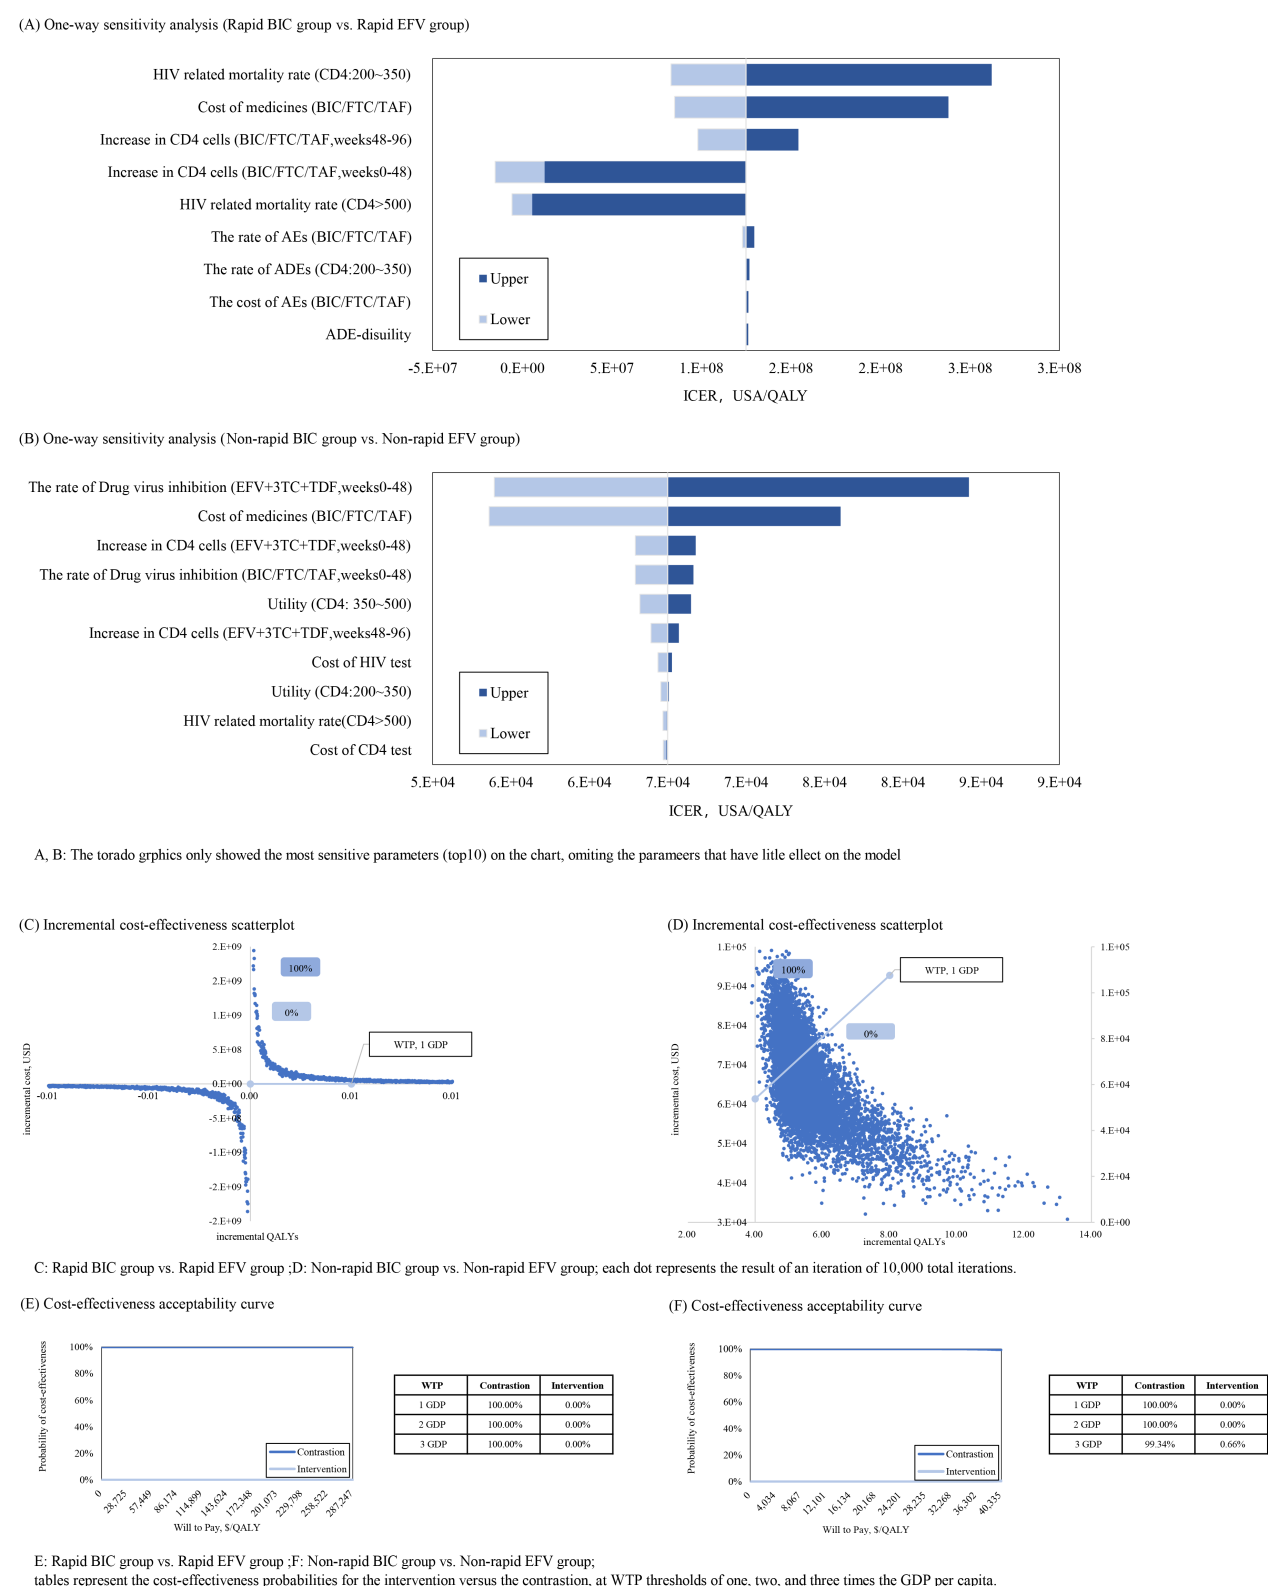 (A) One-way sensitivity analysis (Rapid BIC group vs. Rapid EFV group)
HIV related mortality rate (CD4:200~350)
Cost of medicines (BIC/FTC/TAF)
Increase in CD4 cells (BIC/FTC/TAF,weeks48-96)
Increase in CD4 cells (BIC/FTC/TAF,weeks0-48)
HIV related mortality rate (CD4>500)
The rate of AEs (BIC/FTC/TAF)
The rate of ADEs (CD4:200~350)
The cost of AEs (BIC/FTC/TAF)
ADE-disuility
Upper
Lower
-5.E+07 0.E+00 5.E+07 1.E+08 2.E+08 2.E+08 3.E+08 3.E+08
ICER，USA/QALY
(B) One-way sensitivity analysis (Non-rapid BIC group vs. Non-rapid EFV group)
The rate of Drug virus inhibition (EFV+3TC+TDF,weeks0-48)
Cost of medicines (BIC/FTC/TAF)
Increase in CD4 cells (EFV+3TC+TDF,weeks0-48)
The rate of Drug virus inhibition (BIC/FTC/TAF,weeks0-48)
Utility (CD4: 350~500)
Increase in CD4 cells (EFV+3TC+TDF,weeks48-96)
Cost of HIV test
Utility (CD4:200~350)
HIV related mortality rate(CD4>500)
Cost of CD4 test
Upper
Lower
5.E+04 6.E+04 6.E+04 7.E+04 7.E+04 8.E+04 8.E+04 9.E+04 9.E+04
ICER，USA/QALY
A, B: The torado grphics only showed the most sensitive parameters (top10) on the chart, omiting the parameers that have litle ellect on the model
(C) Incremental cost-effectiveness scatterplot
2.E+09
2.E+09
1.E+09
5.E+08
0.E+00
-5.E+08
-1.E+09
-2.E+09
-2.E+09
100%
0%
WTP, 1 GDP
-0.01 -0.01 0.00 0.01 0.01
incremental cost, USD
incremental QALYs
(D) Incremental cost-effectiveness scatterplot
1.E+05
9.E+04
8.E+04
7.E+04
6.E+04
5.E+04
4.E+04
3.E+04
100%
0%
WTP, 1 GDP
1.E+05
1.E+05
8.E+04
6.E+04
4.E+04
2.E+04
0.E+00
2.00 4.00 6.00 8.00 10.00 12.00 14.00
incremental cost, USD
incremental QALYs
C: Rapid BIC group vs. Rapid EFV group ;D: Non-rapid BIC group vs. Non-rapid EFV group; each dot represents the result of an iteration of 10,000 total iterations.
(E) Cost-effectiveness acceptability curve
Probability of cost-effectiveness
100%
80%
60%
40%
20%
0%
Contrastion
Intervention
0 28,725 57,449 86,174 114,899 143,624 172,348 201,073 229,798 258,522 287,247
Will to Pay, $/QALY
WTP Contrastion Intervention
1 GDP 100.00% 0.00%
2 GDP 100.00% 0.00%
3 GDP 100.00% 0.00%
(F) Cost-effectiveness acceptability curve
Probability of cost-effectiveness
100%
80%
60%
40%
20%
0%
Contrastion
Intervention
0 4,034 8,067 12,101 16,134 20,168 24,201 28,235 32,268 36,302 40,335
Will to Pay, $/QALY
WTP Contrastion Intervention
1 GDP 100.00% 0.00%
2 GDP 100.00% 0.00%
3 GDP 99.34% 0.66%
E: Rapid BIC group vs. Rapid EFV group ;F: Non-rapid BIC group vs. Non-rapid EFV group;
tables represent the cost-effectiveness probabilities for the intervention versus the contrastion, at WTP thresholds of one, two, and three times the GDP per capita.